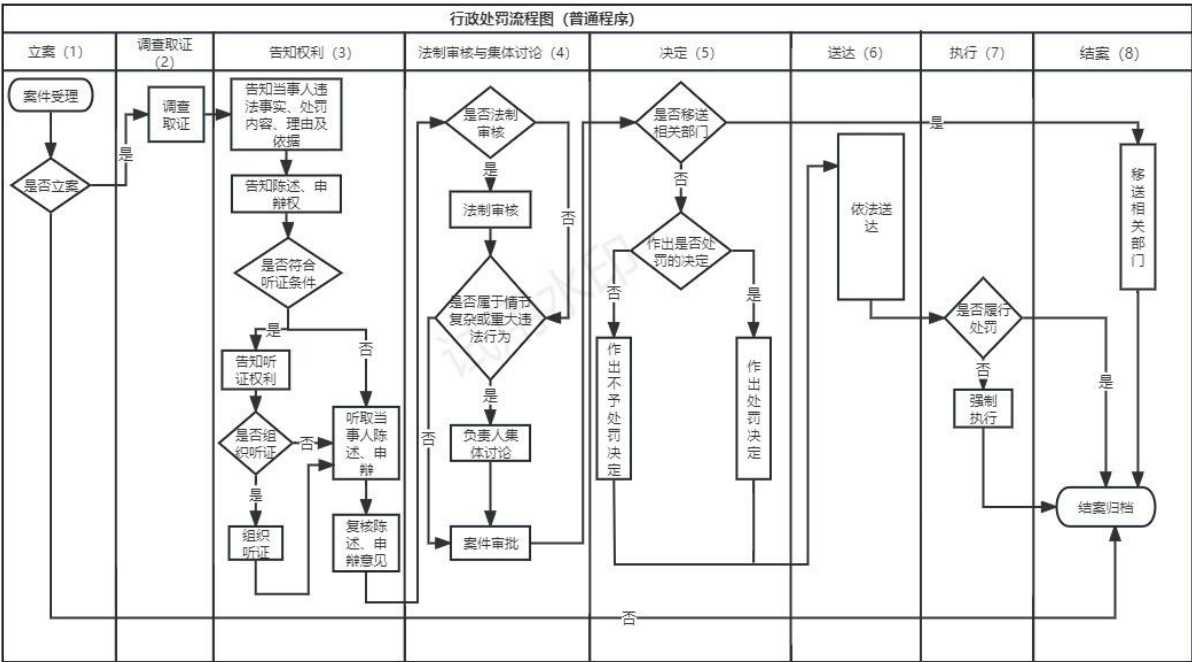 行政处罚流程图（普通程序）
立案（1）
调查取证
（2）
告知权利（3）
法制审核与集体讨论（4）
决定（5）
送达（6）
执行（7）
结案（8）
案件受理
是否立案
是
否
调查
取证
告知当事人违
法事实、处罚
内容、理由及
依据
告知陈述、申
辩权
是否符合
听证条件
是
否
告知听
证权利
是否组
织听证
否
是
组织
听证
听取当
事人陈
述、申
辩
复核陈
述、申
辩意见
是否法制
审核
是
否
法制审核
是否属于情节
复杂或重大违
法行为
是
否
负责人集
体讨论
案件审批
是否移送
相关部门
是
否
作出是否处
罚的决定
否
是
作出不予处罚决定
作出处罚决定
依法送
达
是否履行
处罚
否
是
强制
执行
移送相关部门
结案归档
试用水印